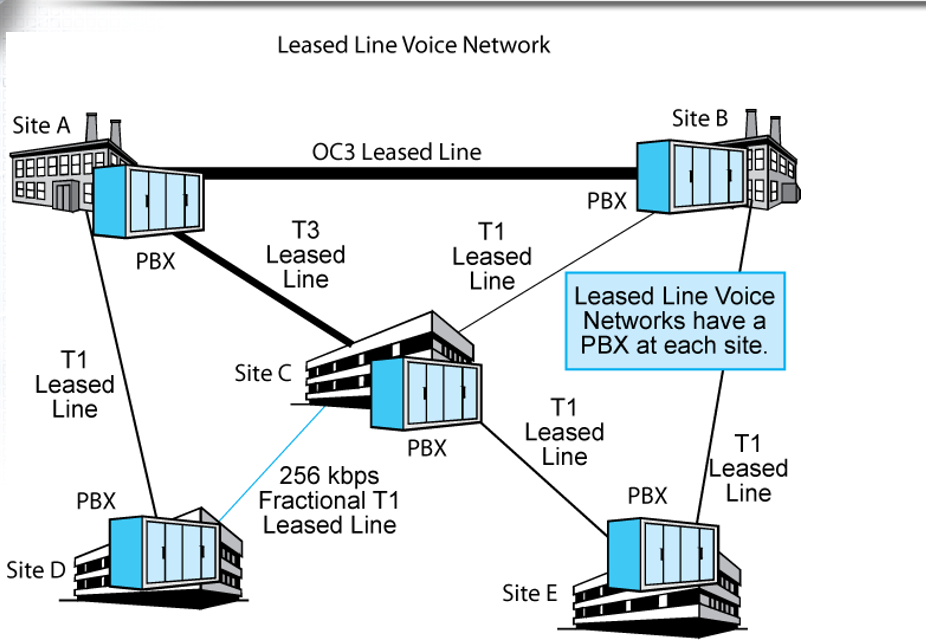 Leased Line Voice Network
Site A
Site B
OC3 Leased Line
PBX
PBX
T3
Leased
Line
T1
Leased
Line
Leased Line Voice
Networks have a
PBX at each site.
Site C
T1
Leased
Line
PBX
T1
Leased
Line
T1
Leased
Line
256 kbps
Fractional T1
Leased Line
PBX
PBX
Site D
Site E